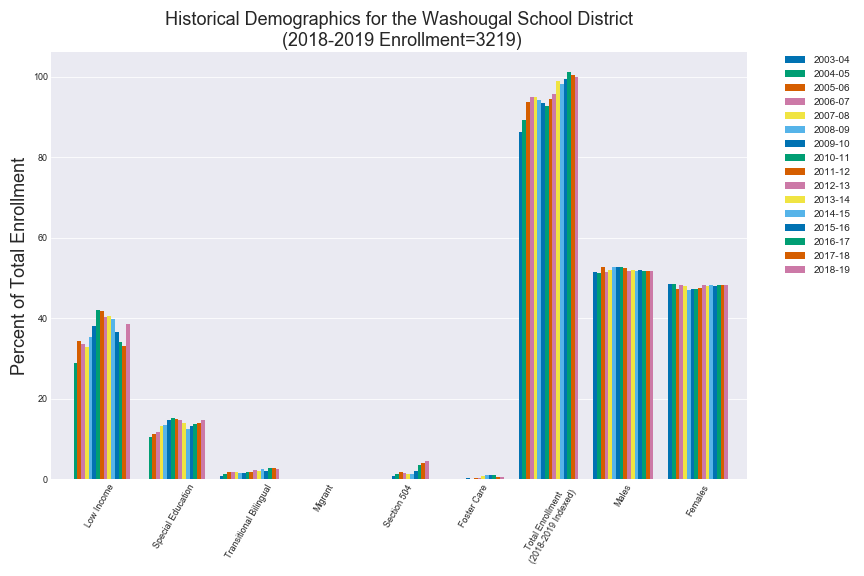 Historical Demographics for the Washougal School District
(2018-2019 Enrollment=3219)
Percent of Total Enrollment
100
80
60
40
20
0
Low Income
Special Education
Transitional Bilingual
Migrant
Section 504
Foster Care
Total Enrollment
(2018-2019 Indexed)
Males
Females
2003-04
2004-05
2005-06
2006-07
2007-08
2008-09
2009-10
2010-11
2011-12
2012-13
2013-14
2014-15
2015-16
2016-17
2017-18
2018-19